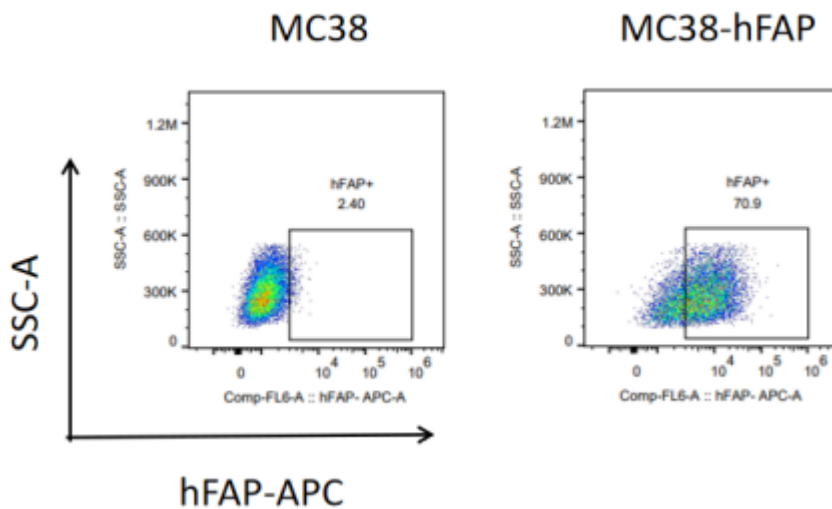 MC38
MC38-hFAP
SSC-A
SSC-A :: SSC-A
1.2M
900K
600K
300K
0
hFAP+
2.40
0
10^4
10^5
10^6
Comp-FL6-A :: hFAP- APC-A
SSC-A :: SSC-A
1.2M
900K
600K
300K
0
hFAP+
70.9
0
10^4
10^5
10^6
Comp-FL6-A :: hFAP- APC-A
hFAP-APC